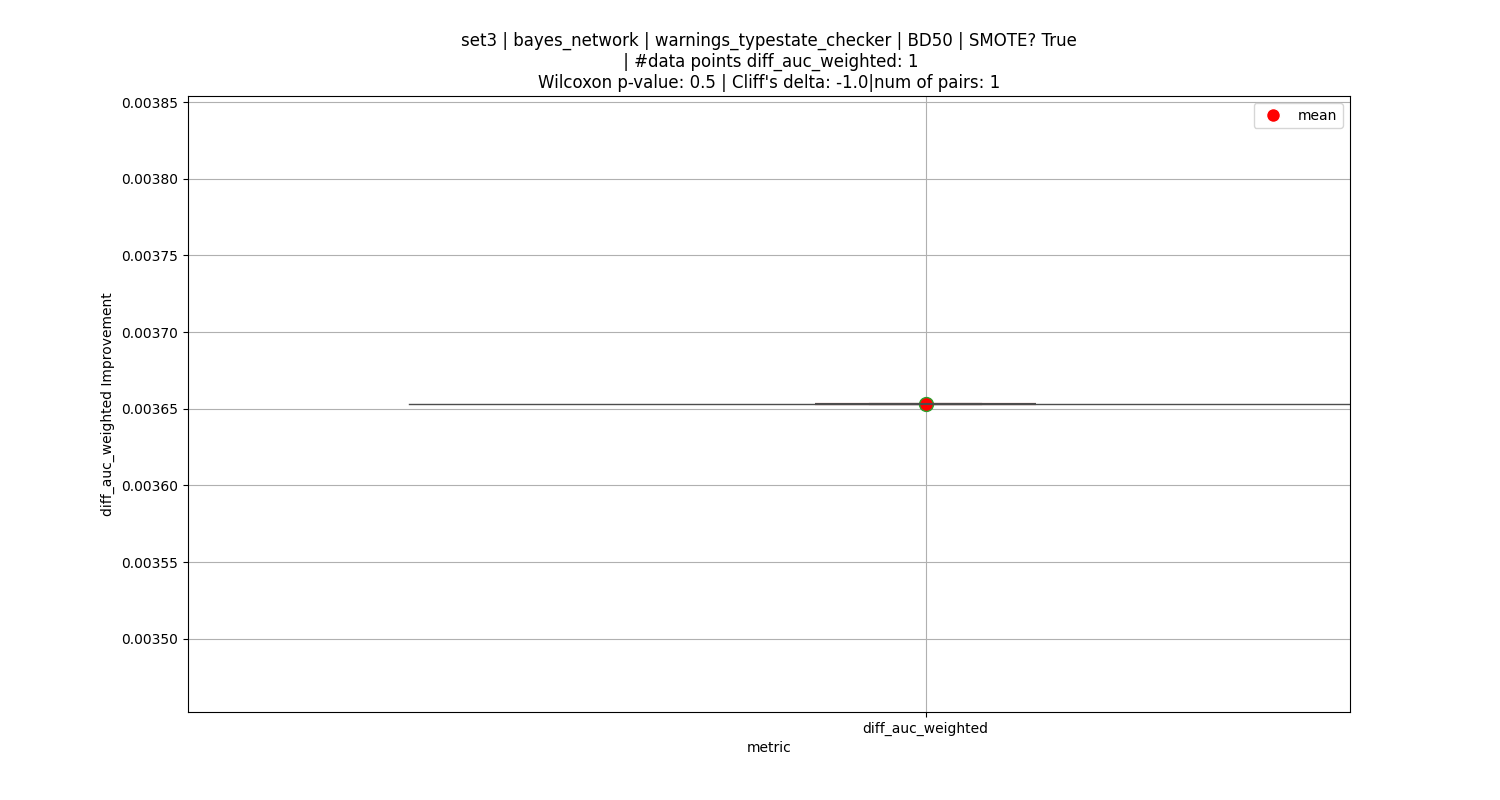 set3 | bayes_network | warnings_typestate_checker | BD50 | SMOTE? True
| #data points diff_auc_weighted: 1
Wilcoxon p-value: 0.5 | Cliff's delta: -1.0|num of pairs: 1
mean
0.00385
0.00380
0.00375
0.00370
0.00365
0.00360
0.00355
0.00350
diff_auc_weighted Improvement
diff_auc_weighted
metric